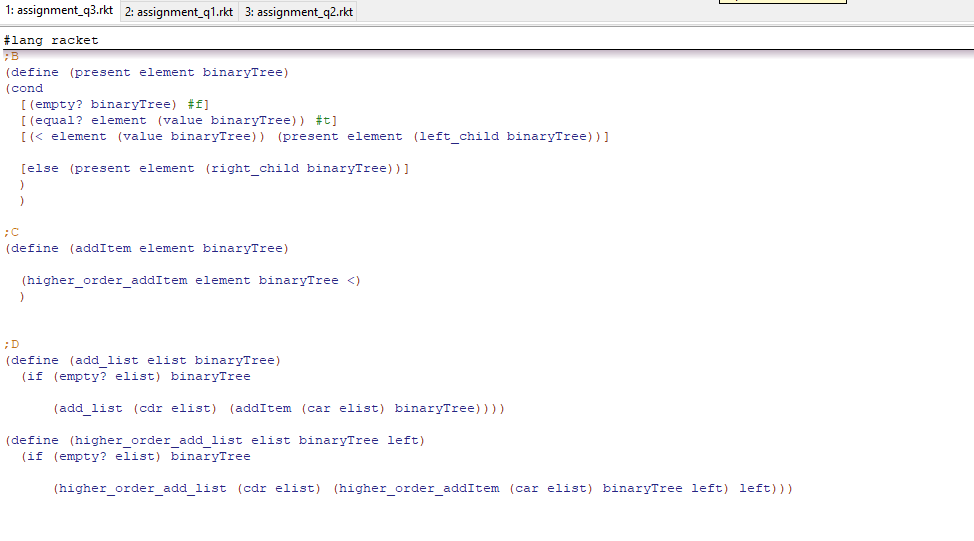 1: assignment_q3.rkt 2: assignment_q1.rkt 3: assignment_q2.rkt
#lang racket
;B
(define (present element binaryTree)
(cond
[(empty? binaryTree) #f]
[(equal? element (value binaryTree)) #t]
[(< element (value binaryTree)) (present element (left_child binaryTree))]
[else (present element (right_child binaryTree))]
)
)
;C
(define (addItem element binaryTree)
(higher_order_addItem element binaryTree <)
)
;D
(define (add_list elist binaryTree)
(if (empty? elist) binaryTree
(add_list (cdr elist) (addItem (car elist) binaryTree))))
(define (higher_order_add_list elist binaryTree left)
(if (empty? elist) binaryTree
(higher_order_add_list (cdr elist) (higher_order_addItem (car elist) binaryTree left) left)))